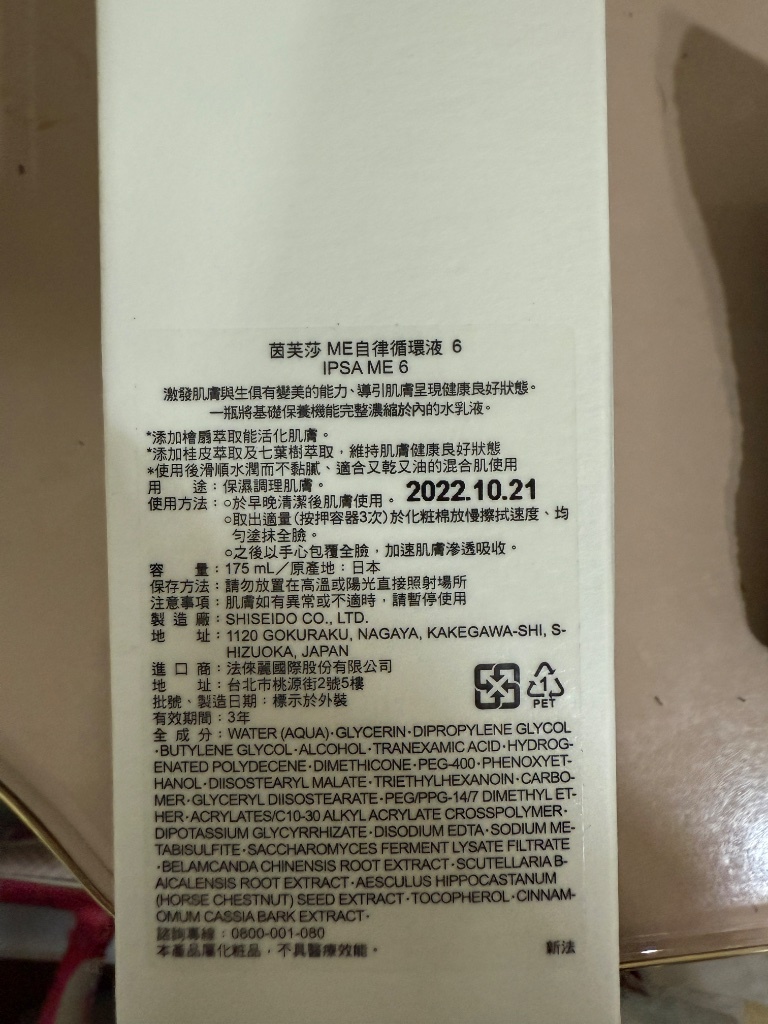 茵芙莎 ME自律循環液 6
IPSA ME 6
激發肌膚與生俱有變美的能力、導引肌膚呈現健康良好狀態。
一瓶將基礎保養機能完整濃縮於內的水乳液。
*添加檜扇萃取能活化肌膚。
*添加桂皮萃取及七葉樹萃取，維持肌膚健康良好狀態
*使用後滑順水潤而不黏膩、適合又乾又油的混合肌使用
用　　途：保濕調理肌膚。 2022.10.21
使用方法：○於早晚清潔後肌膚使用。
○取出適量(按押容器3次)於化粧棉放慢擦拭速度、均
勻塗抹全臉。
○之後以手心包覆全臉，加速肌膚滲透吸收。
容　　量：175 mL／原產地：日本
保存方法：請勿放置在高溫或陽光直接照射場所
注意事項：肌膚如有異常或不適時，請暫停使用
製 造 廠：SHISEIDO CO., LTD.
地　　址：1120 GOKURAKU, NAGAYA, KAKEGAWA-SHI, S-
HIZUOKA, JAPAN
進 口 商：法徠麗國際股份有限公司
地　　址：台北市桃源街2號5樓
批號、製造日期：標示於外裝
有效期間：3年
1 PET
全 成 分：WATER (AQUA)·GLYCERIN·DIPROPYLENE GLYCOL
·BUTYLENE GLYCOL·ALCOHOL·TRANEXAMIC ACID·HYDROG-
ENATED POLYDECENE·DIMETHICONE·PEG-400·PHENOXYET-
HANOL·DIISOSTEARYL MALATE·TRIETHYLHEXANOIN·CARBO-
MER·GLYCERYL DIISOSTEARATE·PEG/PPG-14/7 DIMETHYL ET-
HER·ACRYLATES/C10-30 ALKYL ACRYLATE CROSSPOLYMER·
DIPOTASSIUM GLYCYRRHIZATE·DISODIUM EDTA·SODIUM ME-
TABISULFITE·SACCHAROMYCES FERMENT LYSATE FILTRATE
·BELAMCANDA CHINENSIS ROOT EXTRACT·SCUTELLARIA B-
AICALENSIS ROOT EXTRACT·AESCULUS HIPPOCASTANUM
(HORSE CHESTNUT) SEED EXTRACT·TOCOPHEROL·CINNAM-
OMUM CASSIA BARK EXTRACT·
諮詢專線：0800-001-080
本產品屬化粧品，不具醫療效能。 新法